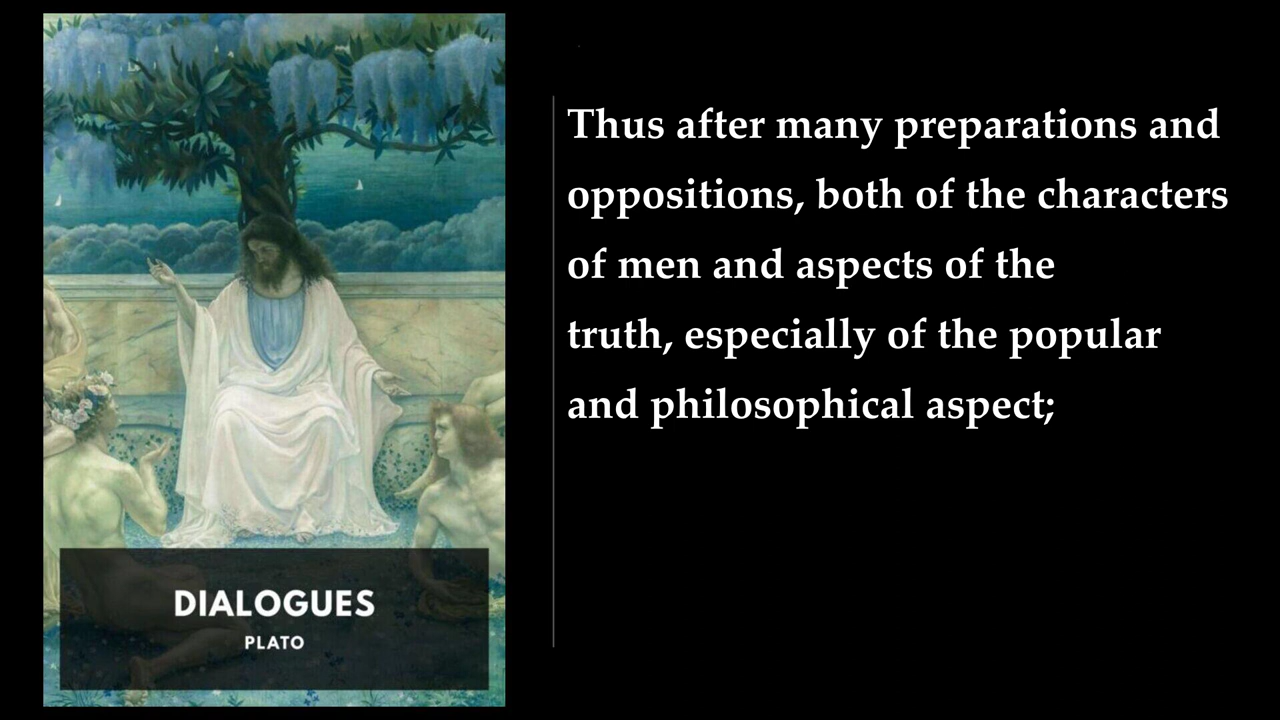 Thus after many preparations and
oppositions, both of the characters
of men and aspects of the
truth, especially of the popular
and philosophical aspect;
DIALOGUES
PLATO